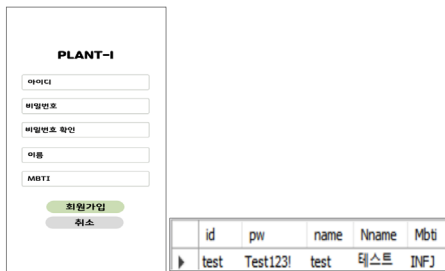 PLANT-I
아이디
비밀번호
비밀번호 확인
이름
MBTI
회원가입
취소
id pw name Nname Mbti
test Test123! test 테스트 INFJ